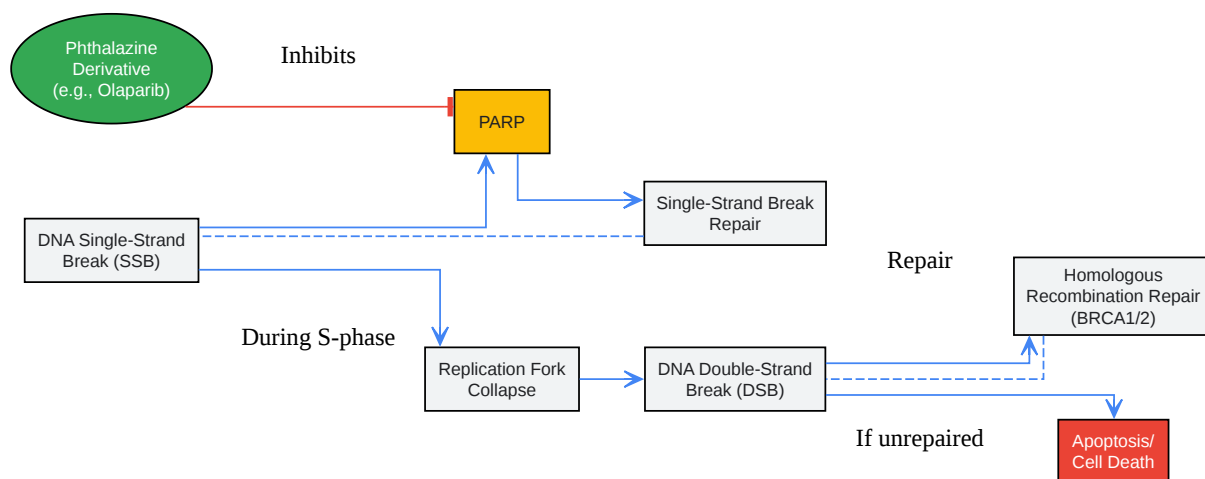 Phthalazine
Derivative
(e.g., Olaparib)
Inhibits
PARP
Single-Strand Break
Repair
DNA Single-Strand
Break (SSB)
Repair
Homologous
Recombination Repair
(BRCA1/2)
During S-phase
Replication Fork
Collapse
DNA Double-Strand
Break (DSB)
If unrepaired
Apoptosis/
Cell Death